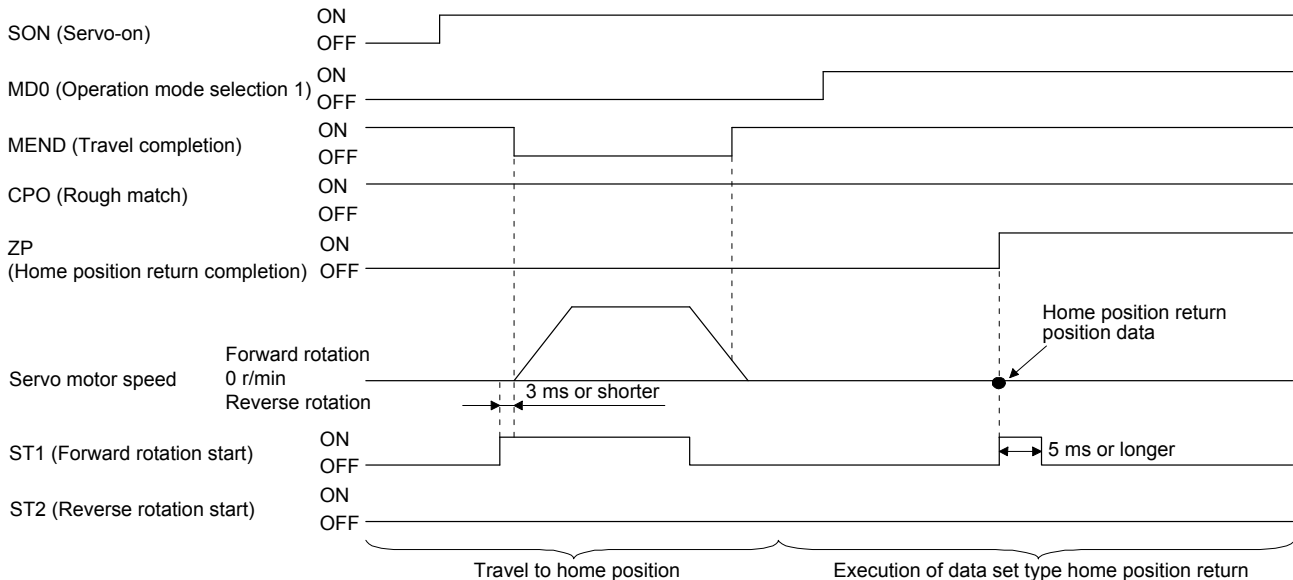 SON (Servo-on)
ON
OFF
MD0 (Operation mode selection 1)
ON
OFF
MEND (Travel completion)
ON
OFF
CPO (Rough match)
ON
OFF
ZP
(Home position return completion)
ON
OFF
Home position return
position data
Servo motor speed
Forward rotation
0 r/min
Reverse rotation
3 ms or shorter
ST1 (Forward rotation start)
ON
OFF
5 ms or longer
ST2 (Reverse rotation start)
ON
OFF
Travel to home position
Execution of data set type home position return